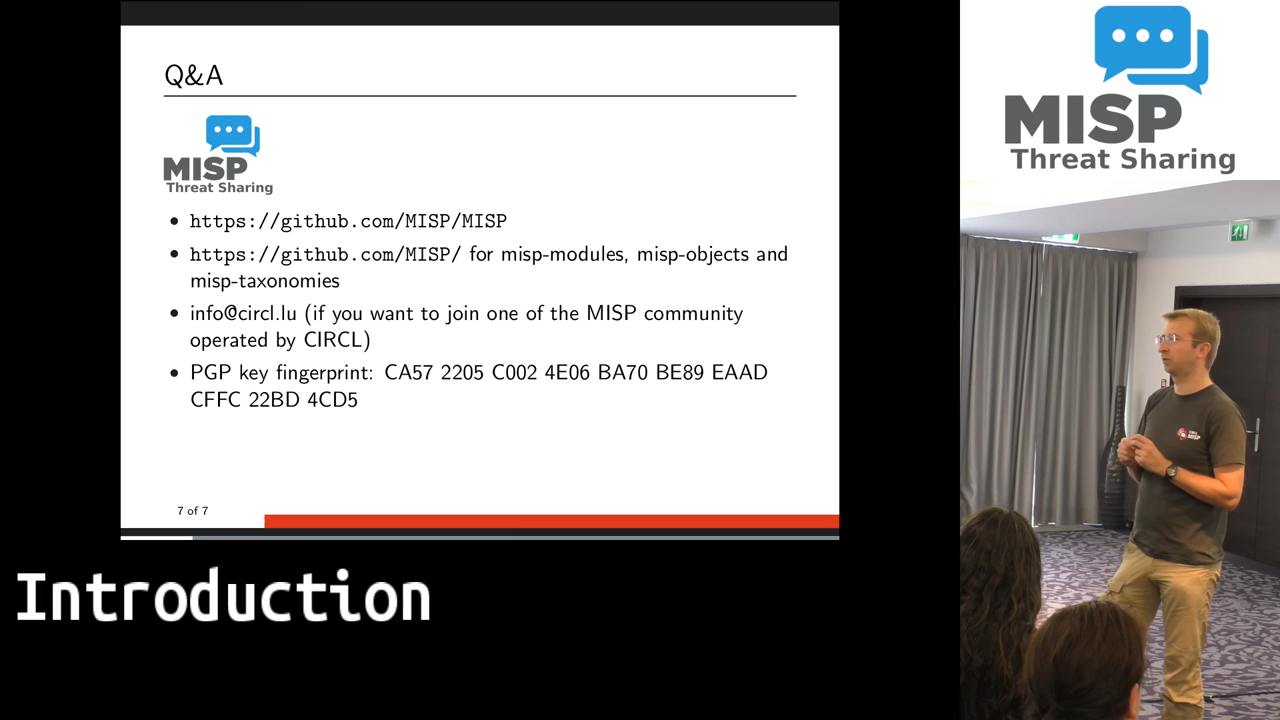 Q&A
MISP
Threat Sharing
• https://github.com/MISP/MISP
• https://github.com/MISP/ for misp-modules, misp-objects and
misp-taxonomies
• info@circl.lu (if you want to join one of the MISP community
operated by CIRCL)
• PGP key fingerprint: CA57 2205 C002 4E06 BA70 BE89 EAAD
CFFC 22BD 4CD5
7 of 7
Introduction
MISP
Threat Sharing
MISP